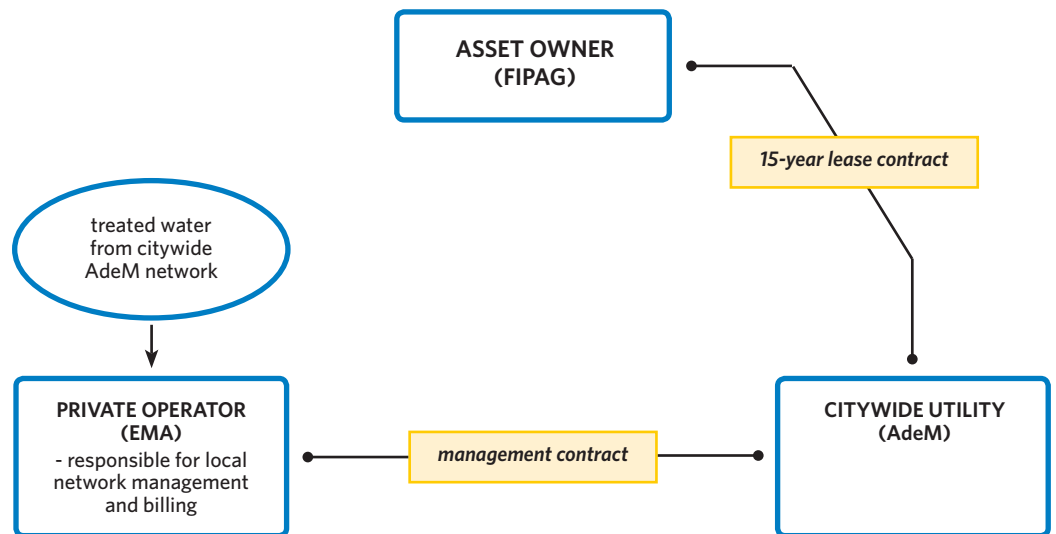 ASSET OWNER
(FIPAG)
15-year lease contract
treated water
from citywide
AdeM network
PRIVATE OPERATOR
(EMA)
- responsible for local
network management
and billing
management contract
CITYWIDE UTILITY
(AdeM)